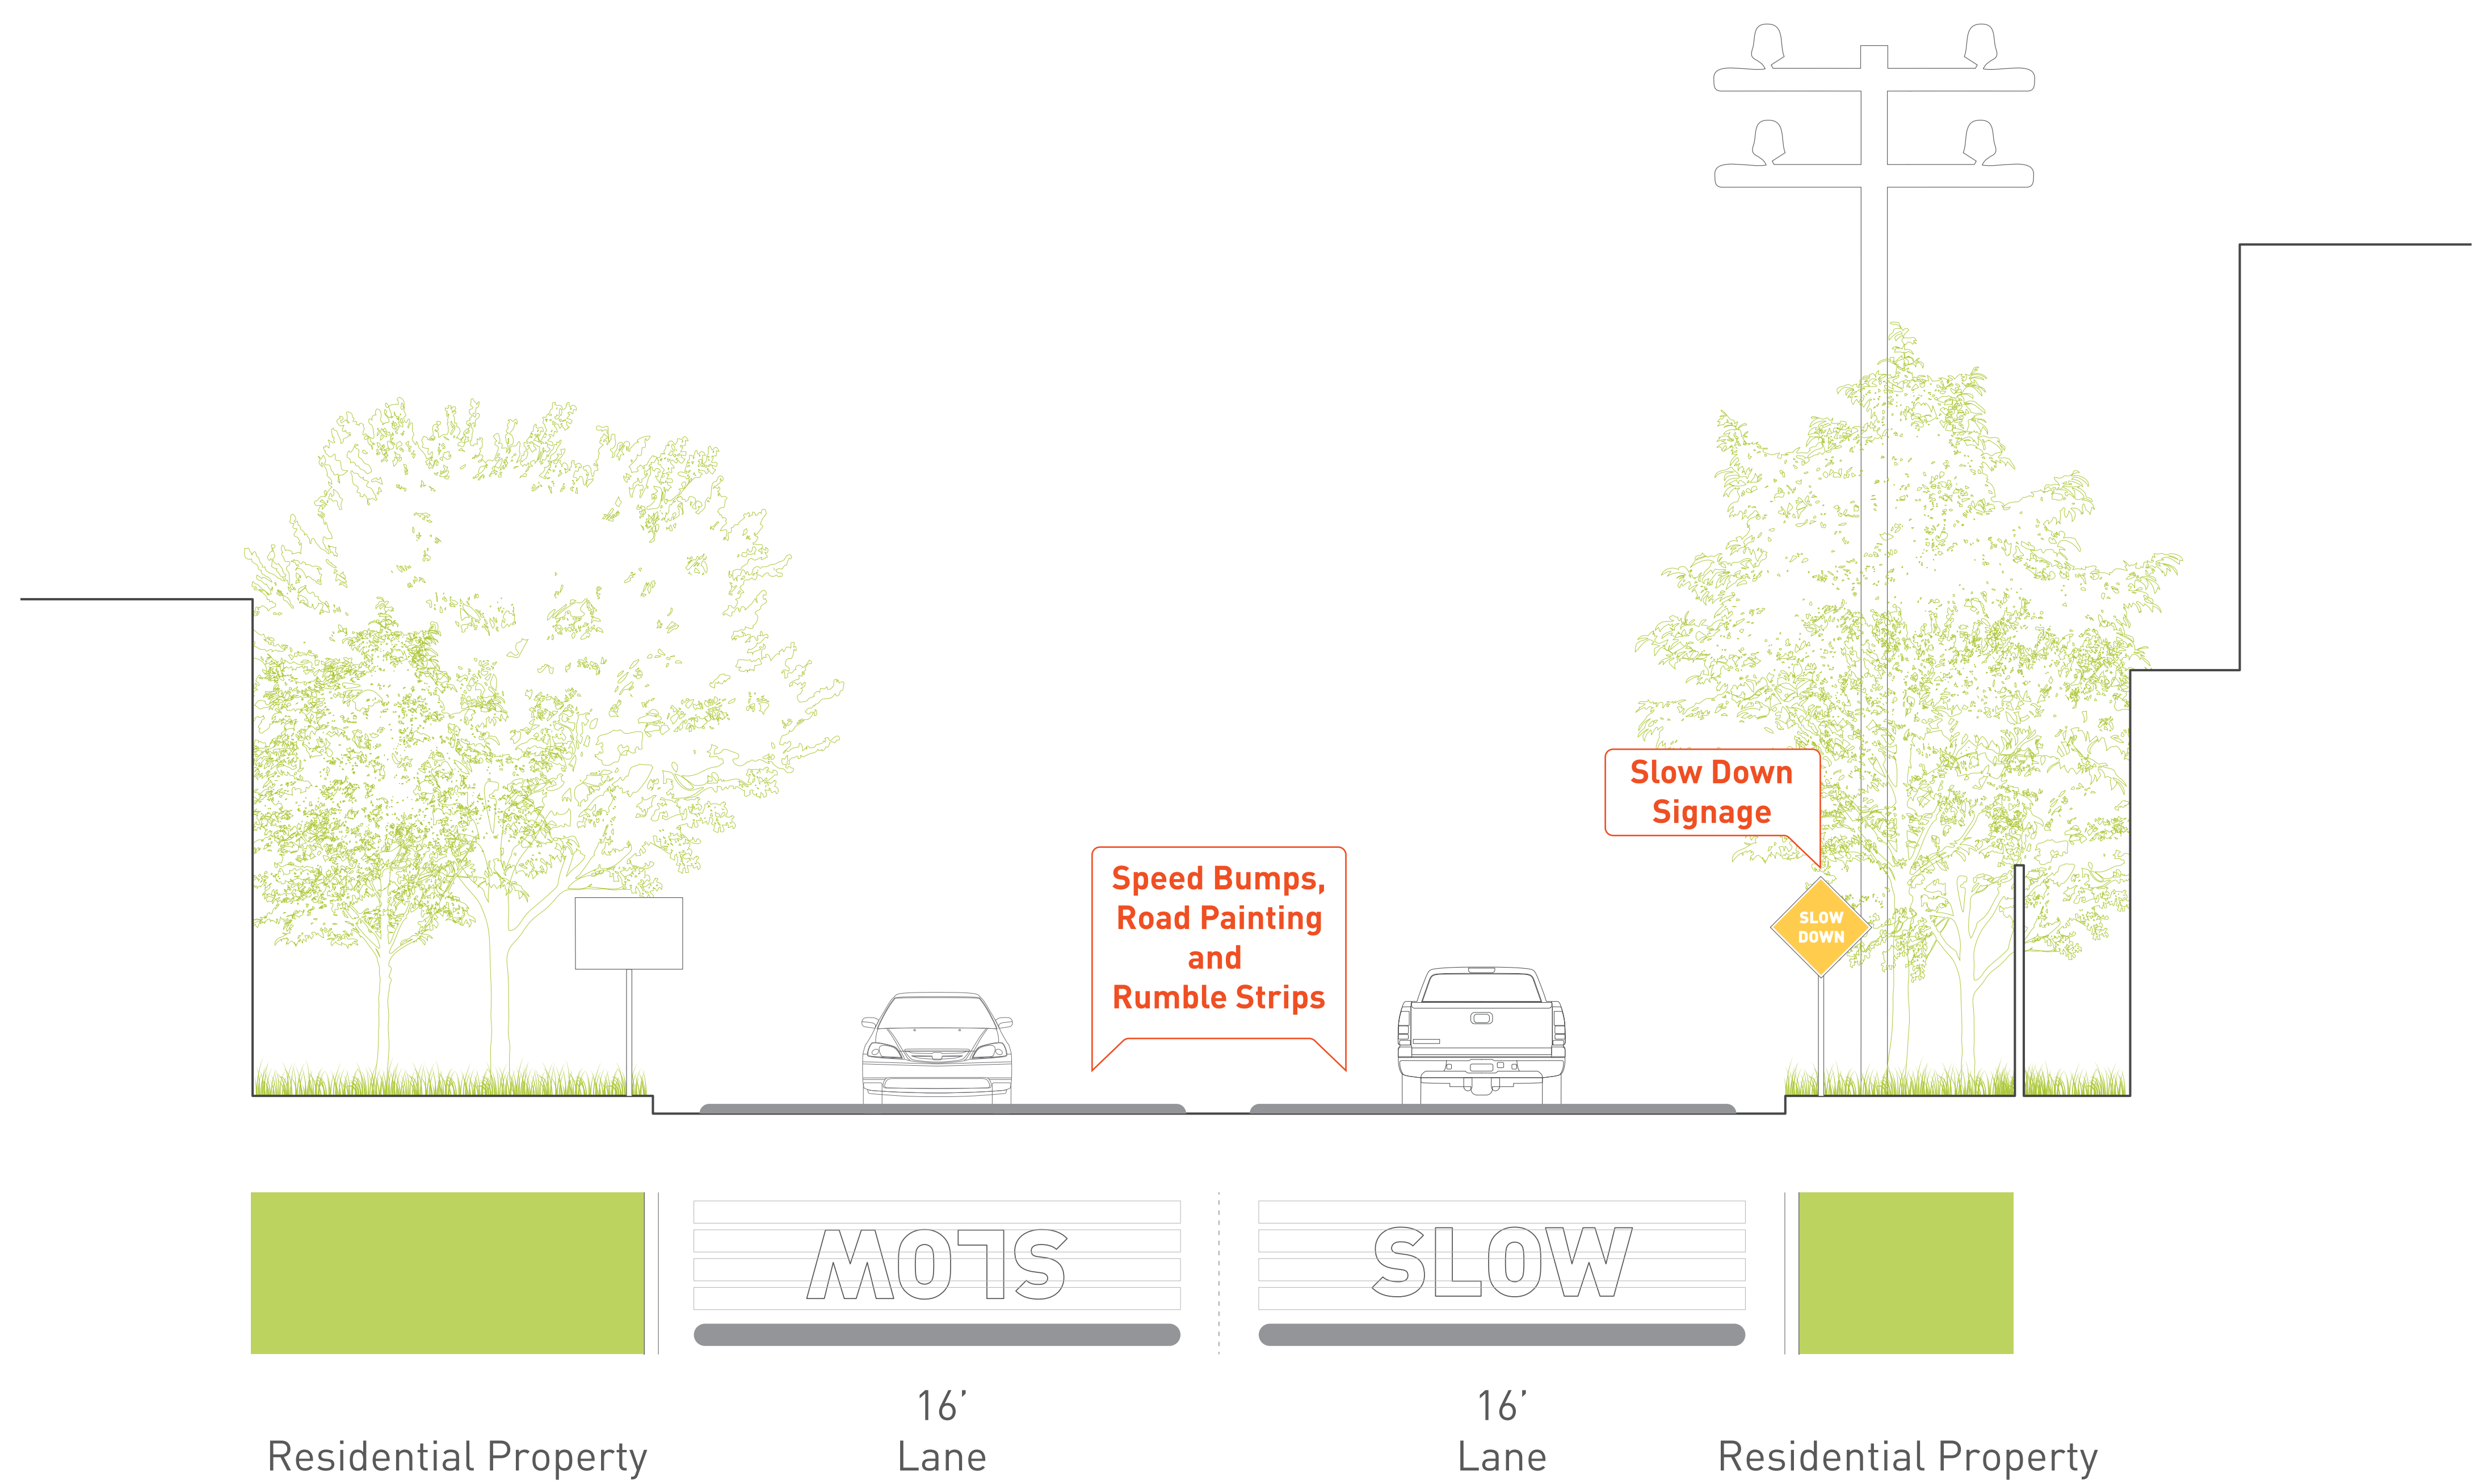 Slow Down
Signage
Speed Bumps,
Road Painting
and
Rumble Strips
SLOW
DOWN
SLOW
SLOW
16’
Lane
16’
Lane
Residential Property
Residential Property